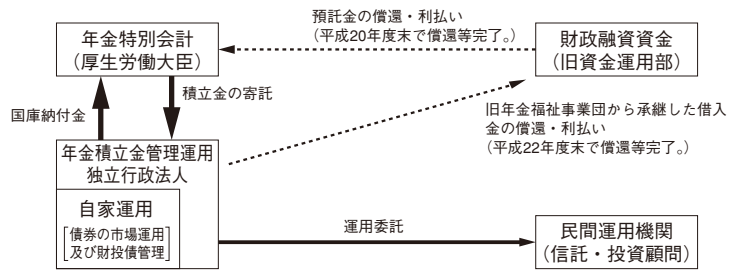 預託金の償還・利払い
(平成20年度末で償還等完了。)
年金特別会計
(厚生労働大臣)
財政融資資金
(旧資金運用部)
積立金の寄託
国庫納付金
旧年金福祉事業団から承継した借入
金の償還・利払い
(平成22年度末で償還等完了。)
年金積立金管理運用
独立行政法人
自家運用
[債券の市場運用
及び財投債管理]
運用委託
民間運用機関
(信託・投資顧問)